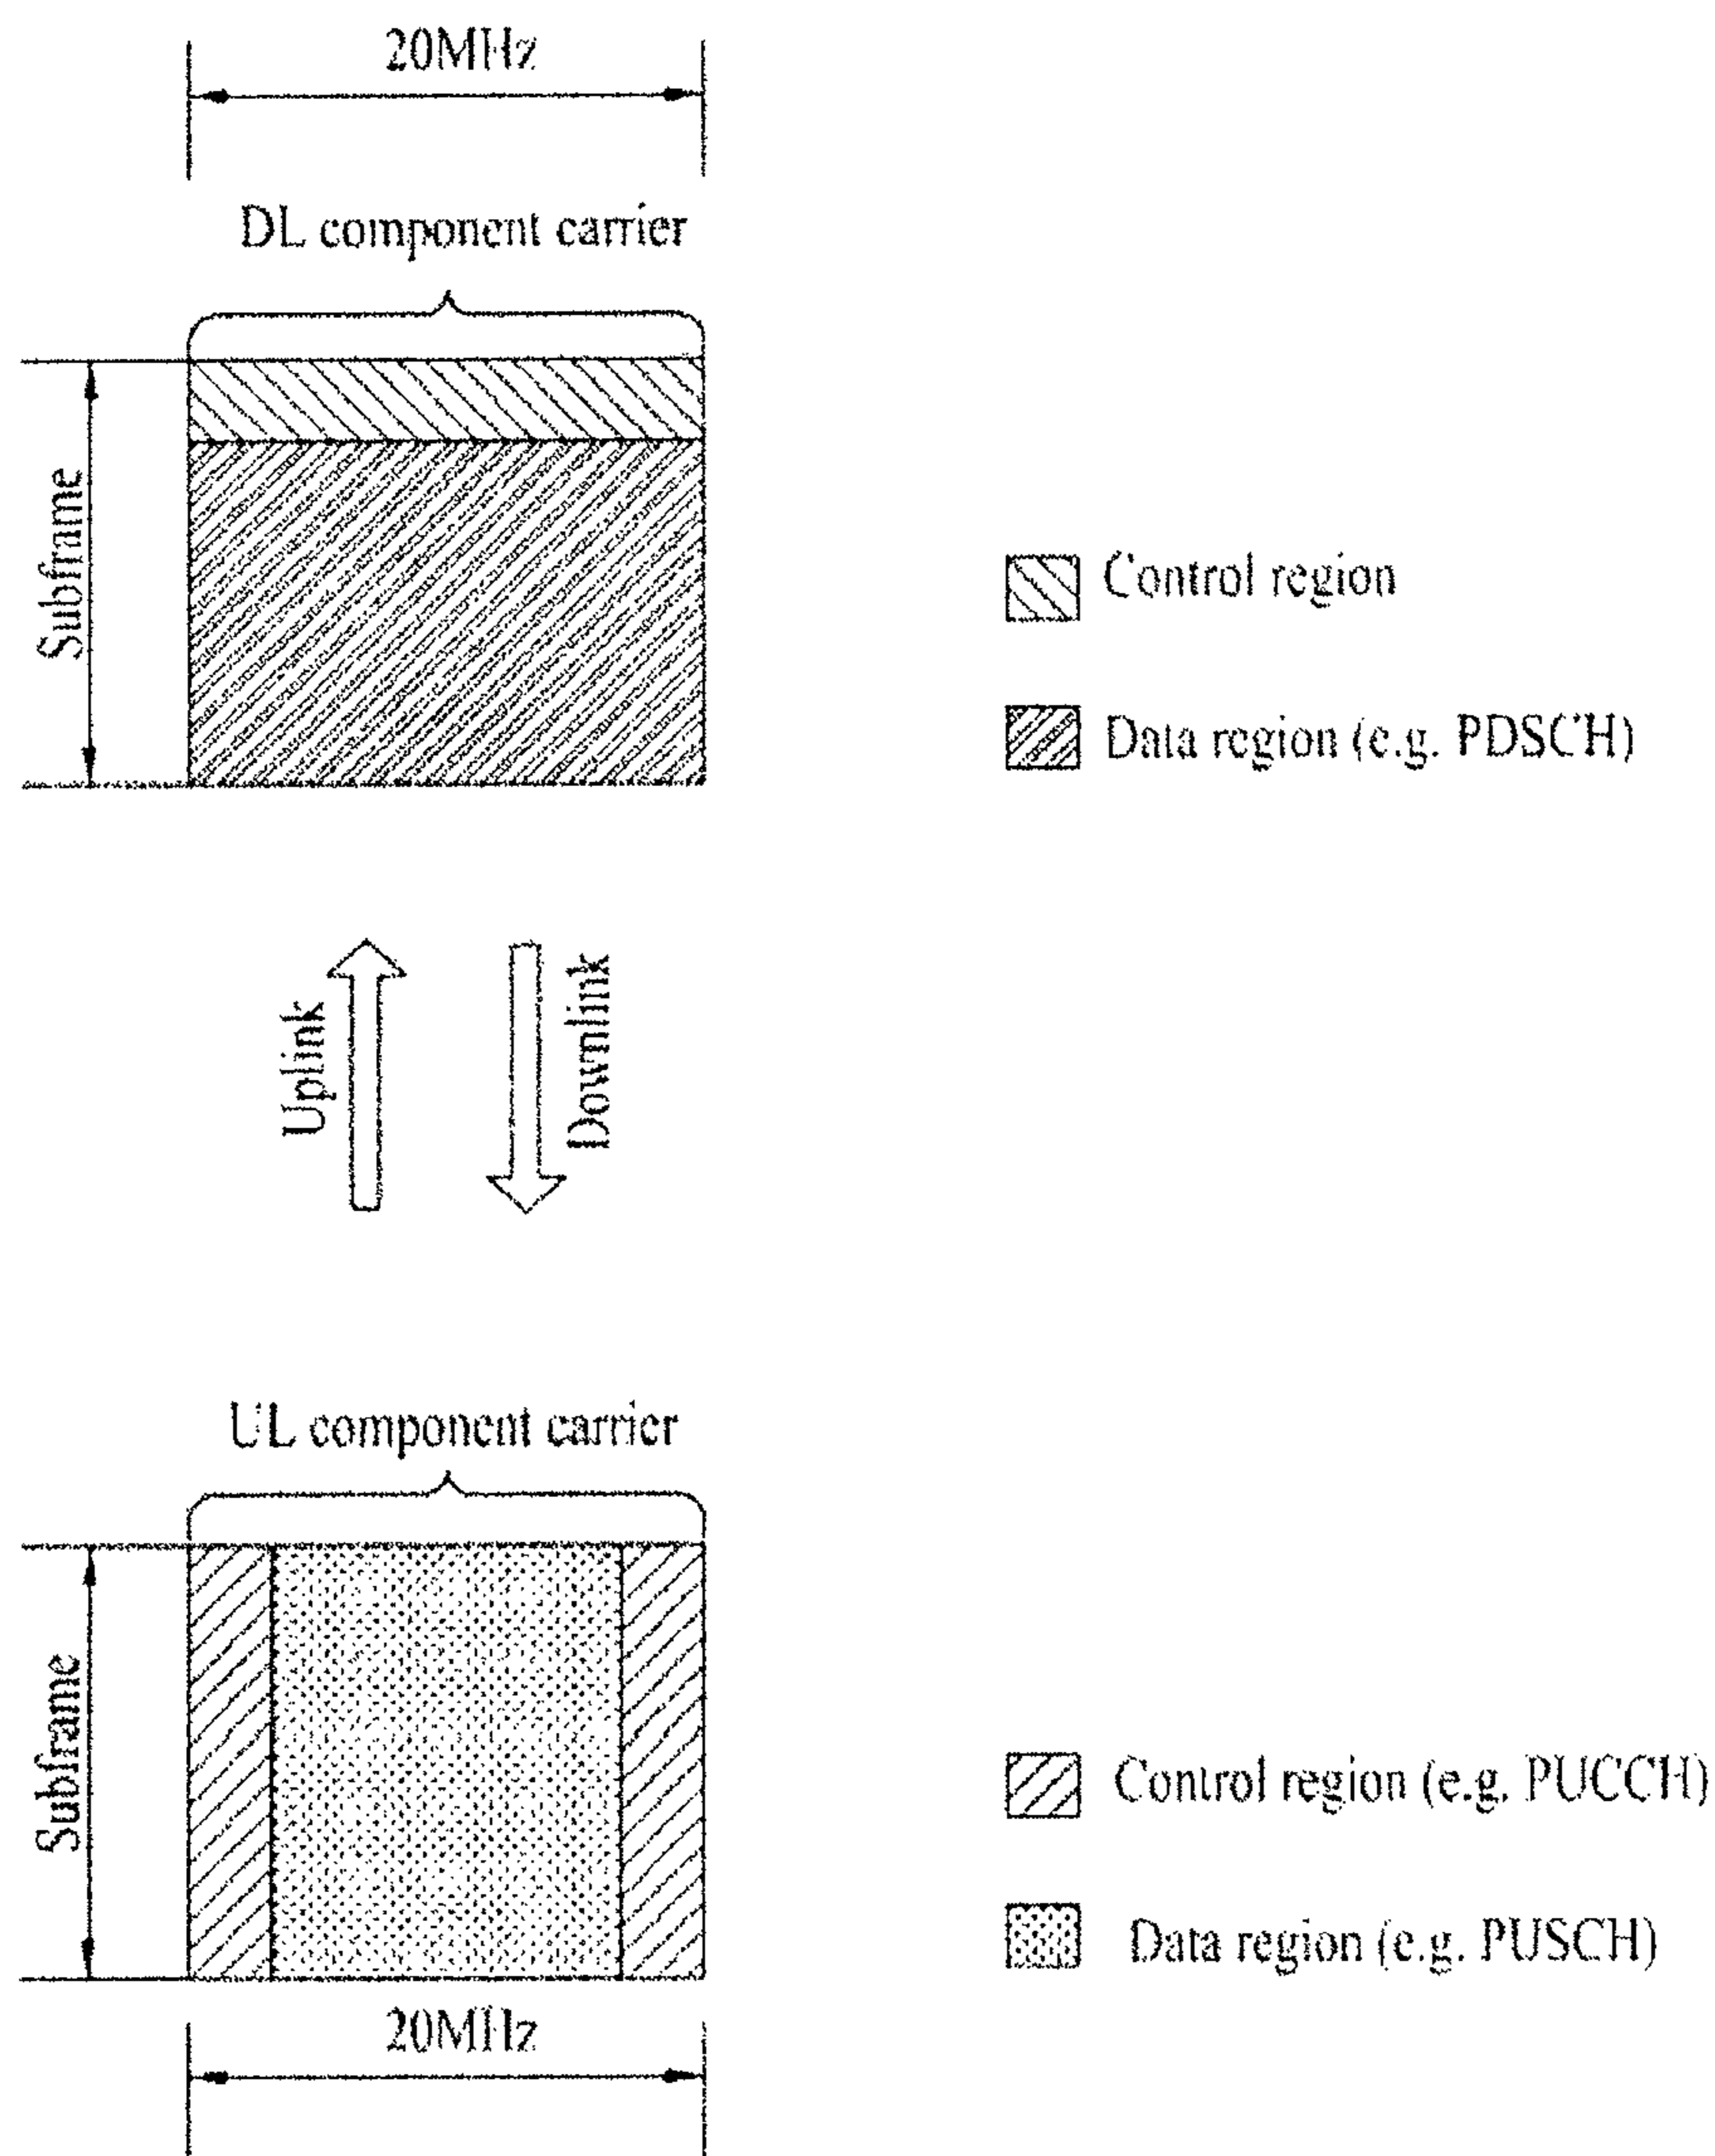 20MHz
DL component carrier
Subframe
Control region
Data region (e.g. PDSCH)
Uplink
Downlink
UL component carrier
Subframe
Control region (e.g. PUCCH)
Data region (e.g. PUSCH)
20MHz